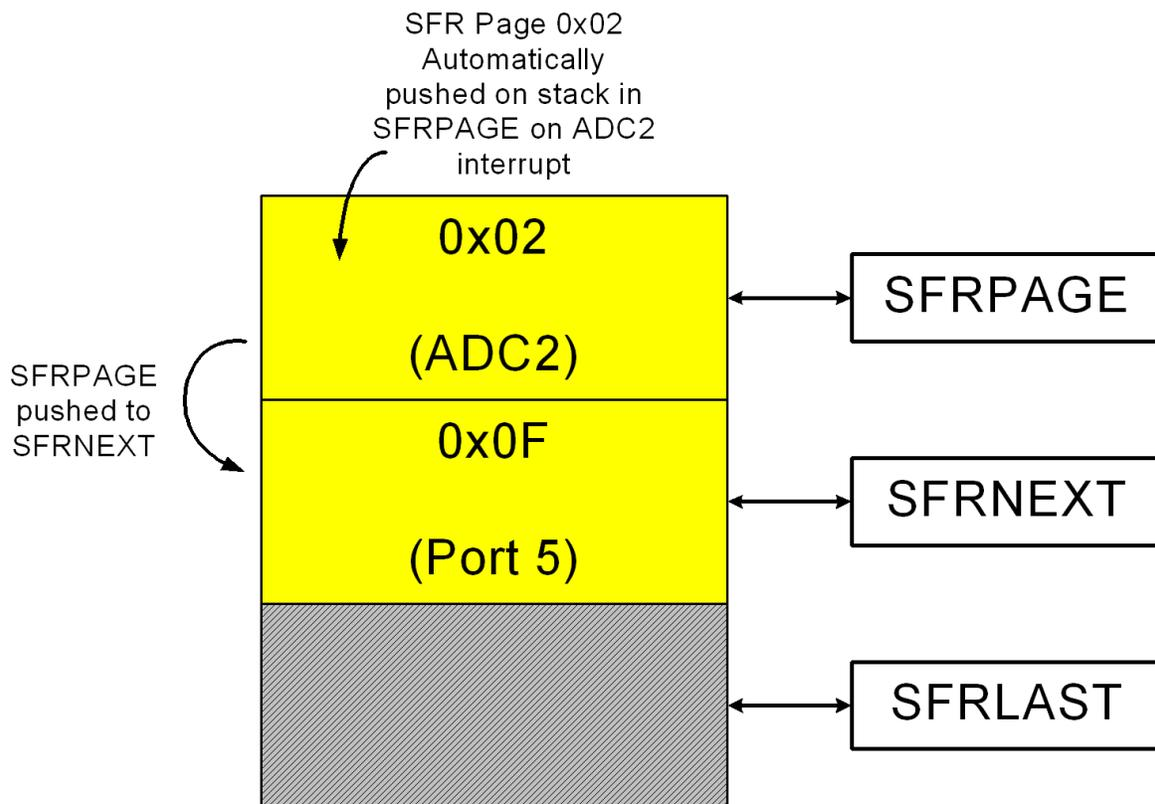 SFR Page 0x02
Automatically
pushed on stack in
SFRPAGE on ADC2
interrupt
0x02
(ADC2)
SFRPAGE
SFRPAGE
pushed to
SFRNEXT
0x0F
(Port 5)
SFRNEXT
SFRLAST